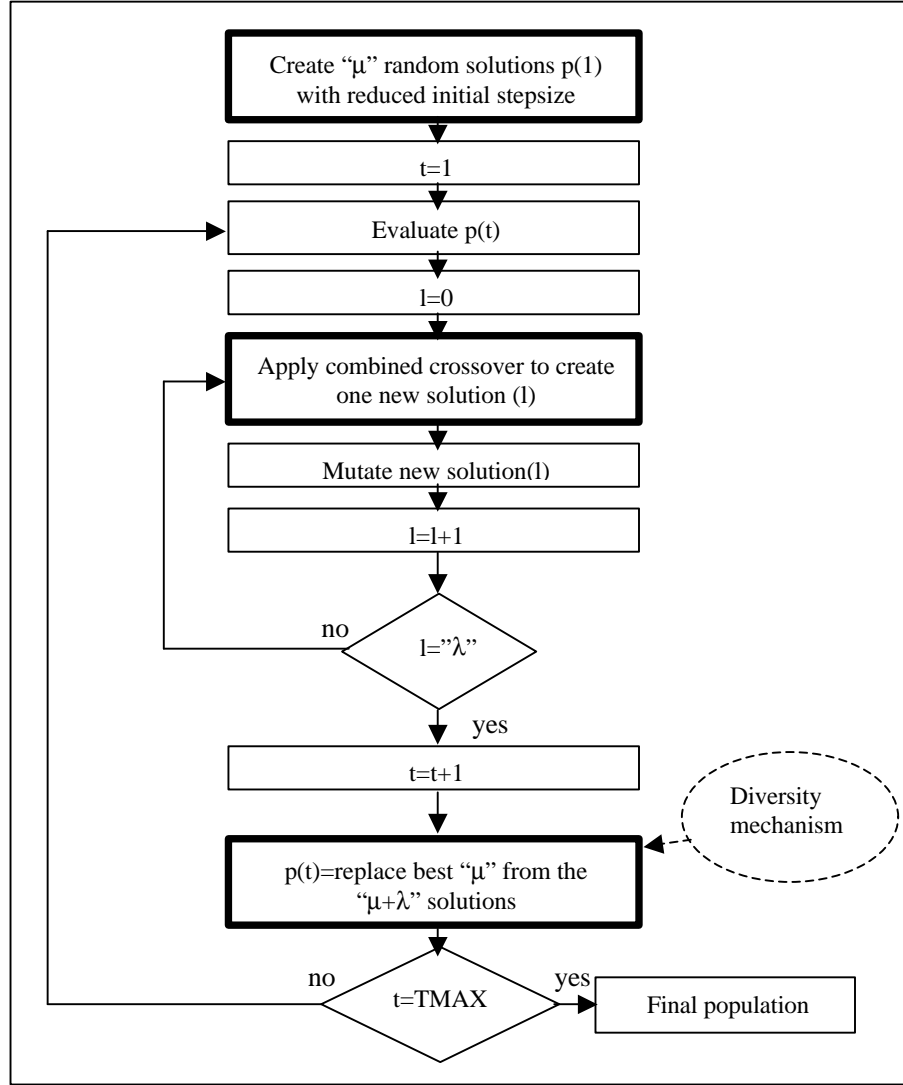 Create “μ” random solutions p(1)
with reduced initial stepsize
t=1
Evaluate p(t)
l=0
Apply combined crossover to create
one new solution (l)
Mutate new solution(l)
l=l+1
no
l=”λ”
yes
t=t+1
Diversity
mechanism
p(t)=replace best “μ” from the
“μ+λ” solutions
no
yes
t=TMAX
Final population